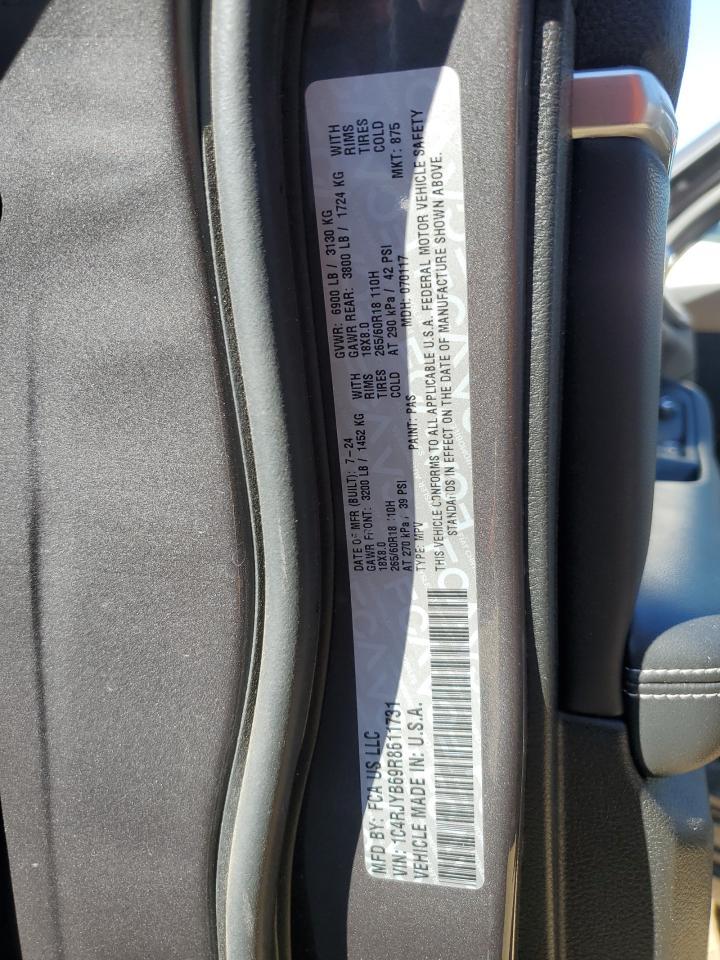 MFD BY: FCA US LLC
DATE OF MFR (BUILT): 7-24
GVWR: 6900 LB / 3130 KG
GAWR FRONT: 3200 LB / 1452 KG WITH
GAWR REAR: 3800 LB / 1724 KG WITH
18X8.0 RIMS
18X8.0 RIMS
265/60R18 110H TIRES
265/60R18 110H TIRES
AT 270 kPa / 39 PSI COLD
AT 290 kPa / 42 PSI COLD
VIN: 1C4RJYB69R8611731
TYPE: MPV
PAINT: PAS
MDH: 070117
MKT: 875
VEHICLE MADE IN: U.S.A.
THIS VEHICLE CONFORMS TO ALL APPLICABLE U.S.A. FEDERAL MOTOR VEHICLE SAFETY
STANDARDS IN EFFECT ON THE DATE OF MANUFACTURE SHOWN ABOVE.